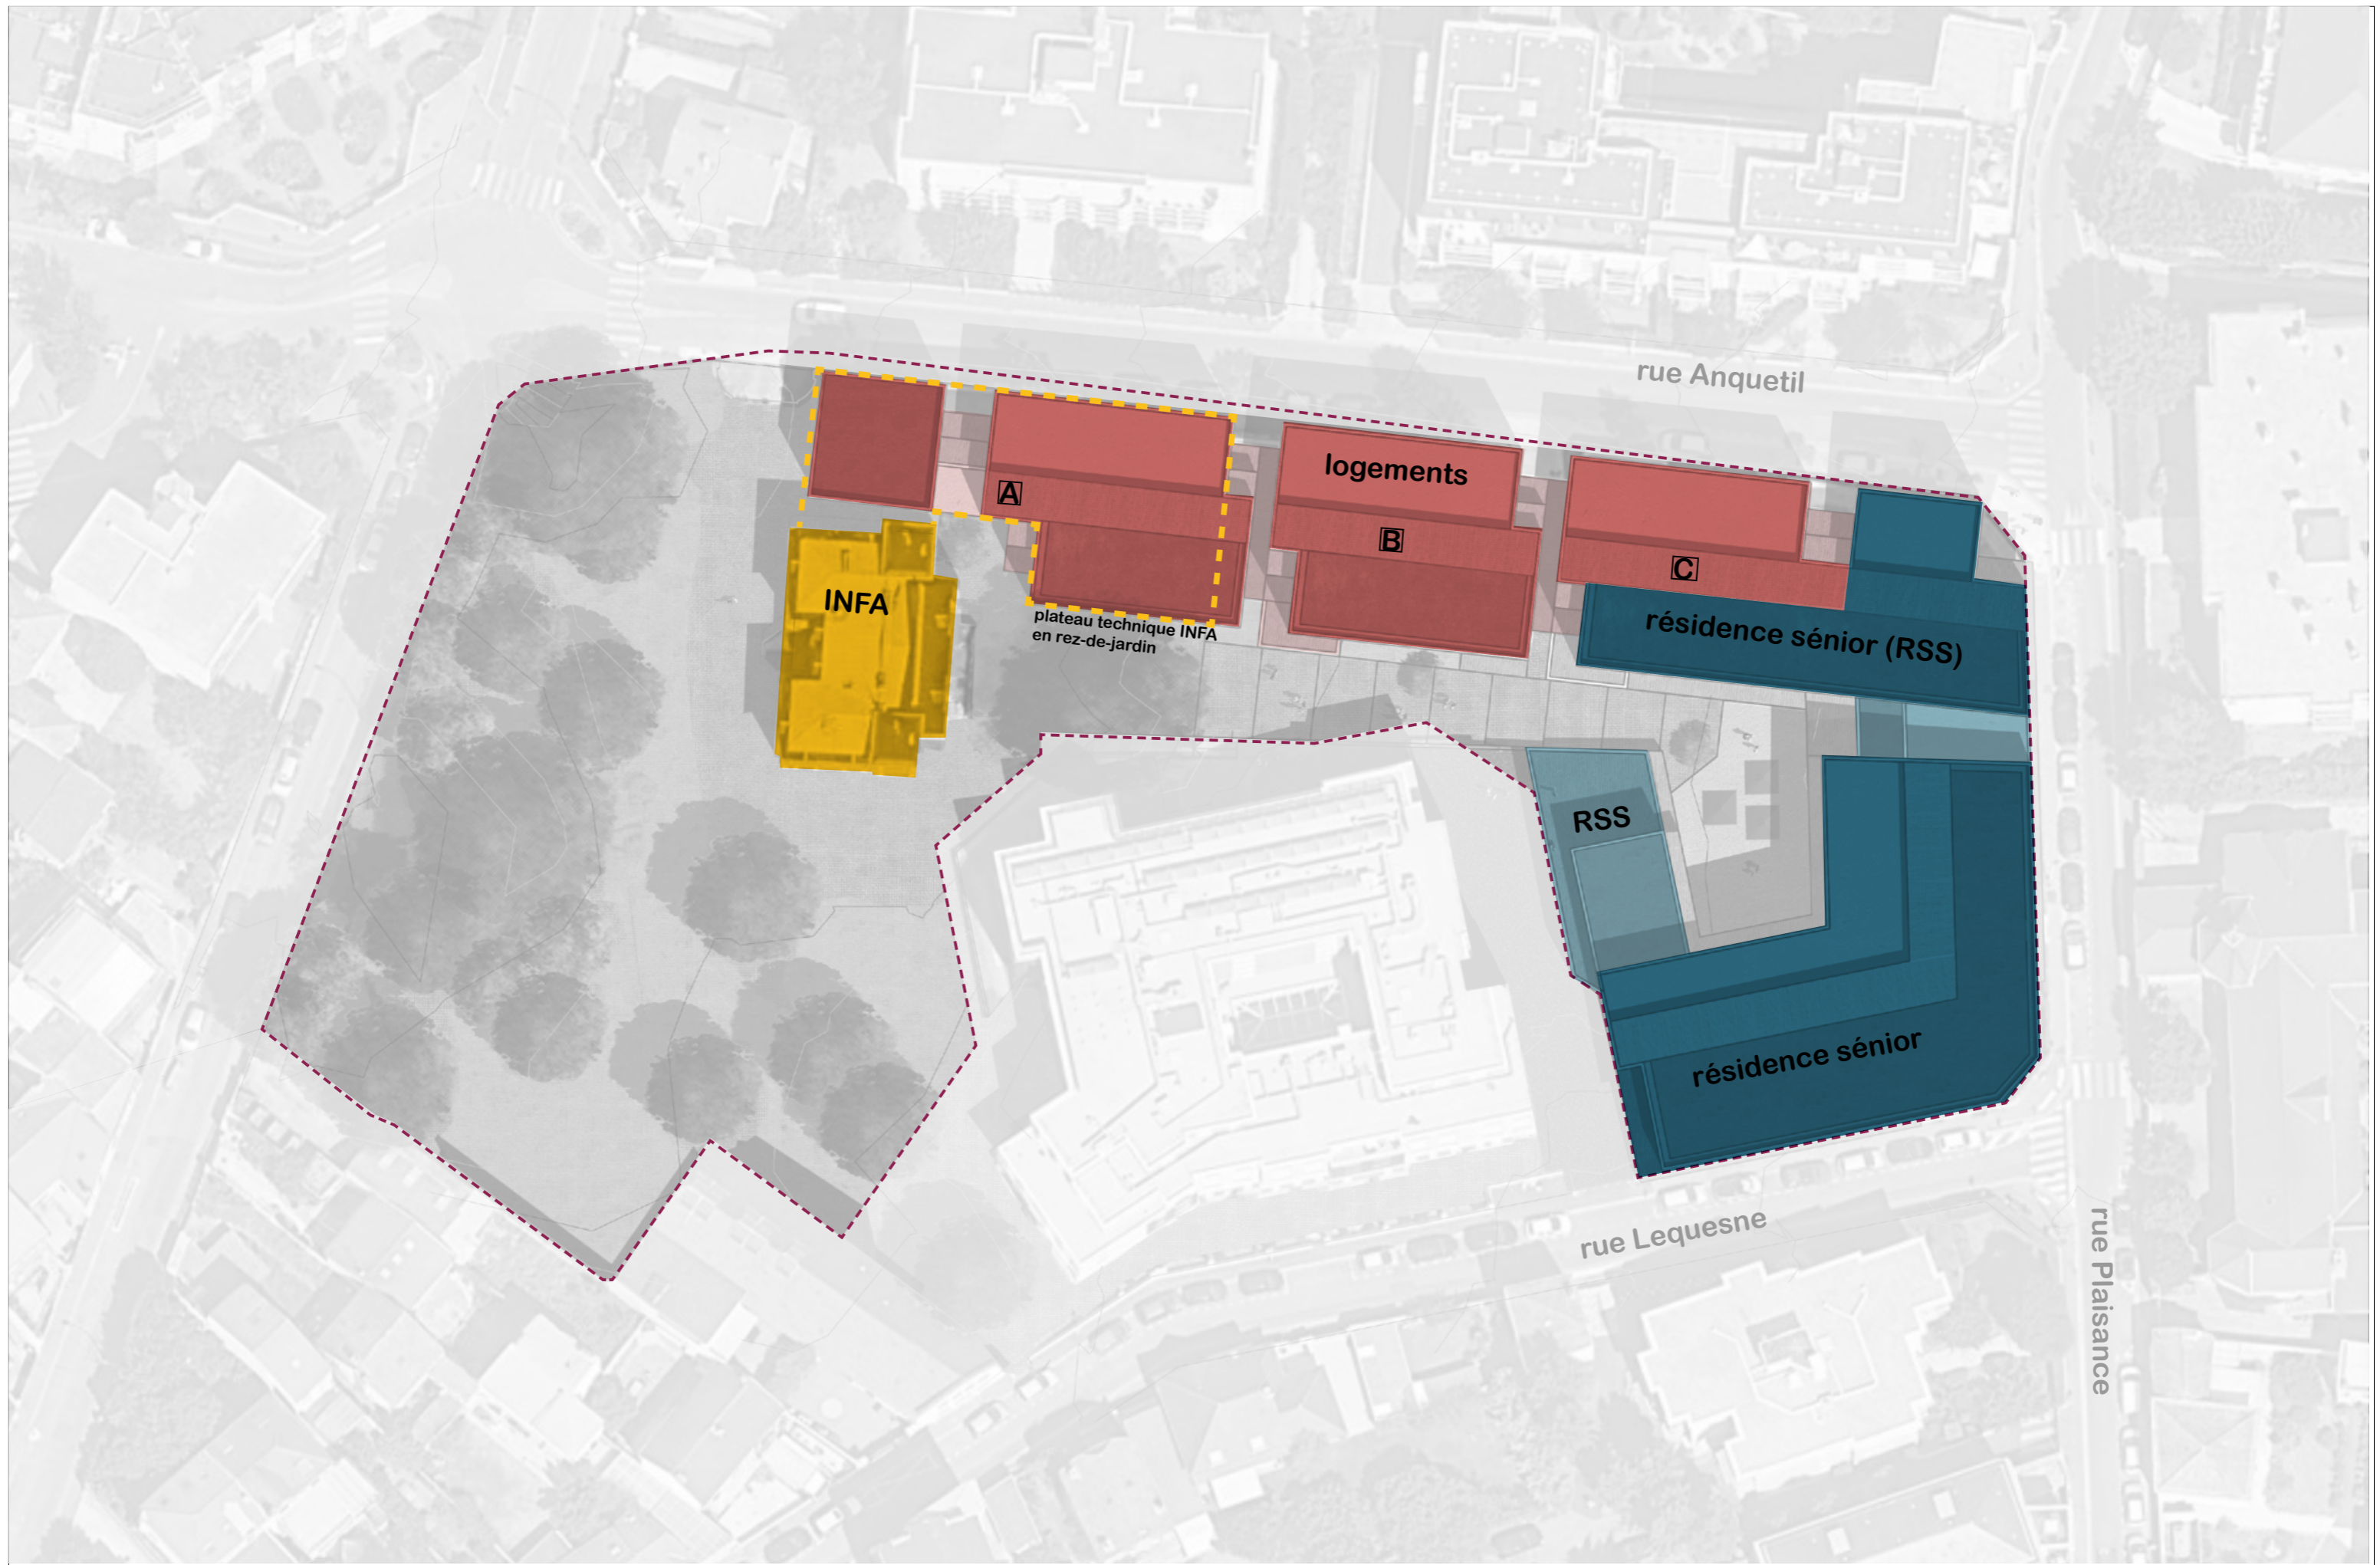 rue Anquetil
logements
A
B
C
INFA
plateau technique INFA
en rez-de-jardin
résidence sénior (RSS)
RSS
résidence sénior
rue Lequesne
rue Plaisance